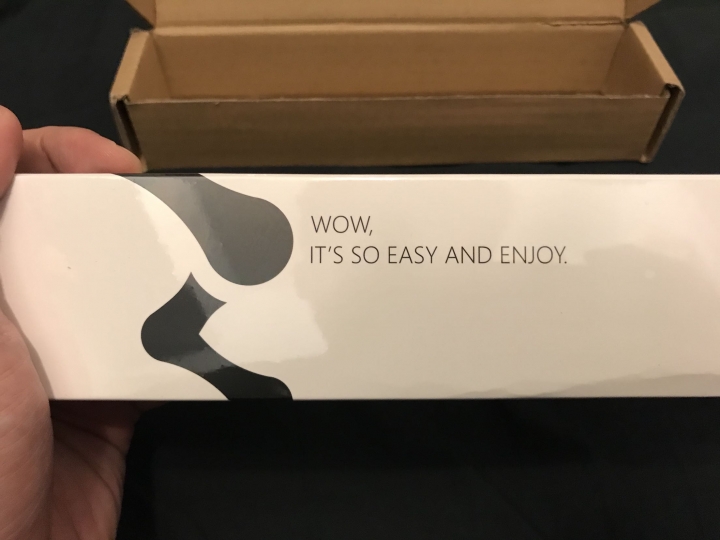 WOW,
IT'S SO EASY AND ENJOY.